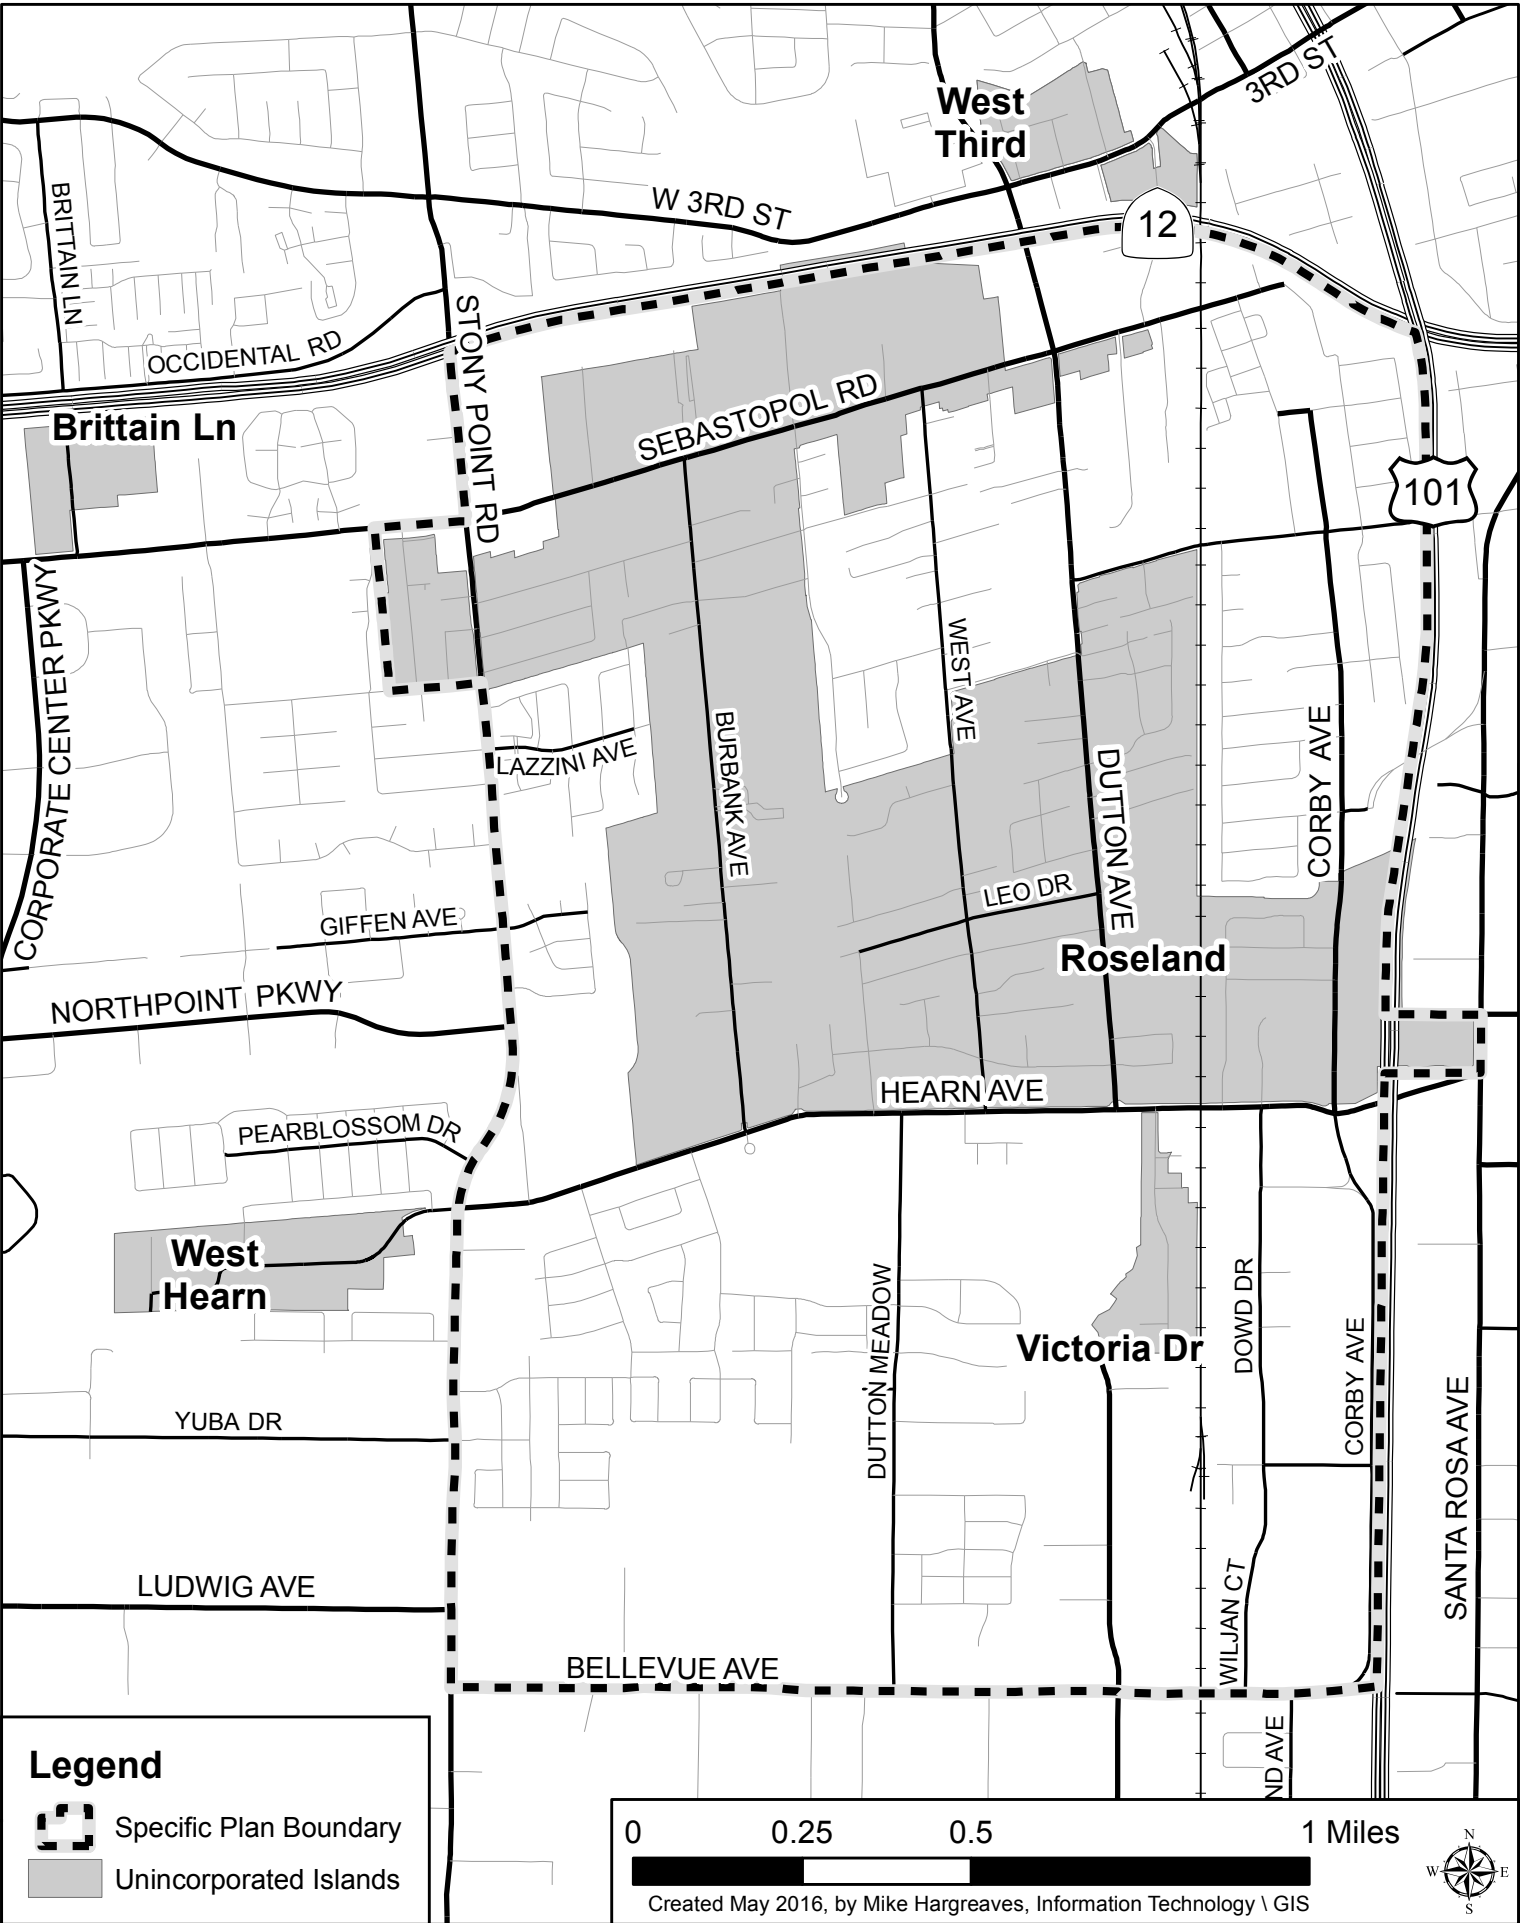 3RD ST
West
Third
BRITTAIN LN
W 3RD ST
12
STONY POINT RD
OCCIDENTAL RD
Brittain Ln
SEBASTOPOL RD
101
CORPORATE CENTER PKWY
WEST AVE
LAZZINI AVE
BURBANK AVE
DUTTON AVE
CORBY AVE
LEO DR
GIFFEN AVE
Roseland
NORTHPOINT PKWY
HEARN AVE
PEARBLOSSOM DR
West
Hearn
DUTTON MEADOW
Victoria Dr
DOWD DR
CORBY AVE
SANTA ROSA AVE
YUBA DR
LUDWIG AVE
WILJAN CT
BELLEVUE AVE
ND AVE
Legend
Specific Plan Boundary
Unincorporated Islands
0 0.25 0.5 1 Miles
Created May 2016, by Mike Hargreaves, Information Technology \ GIS
N
W E
S